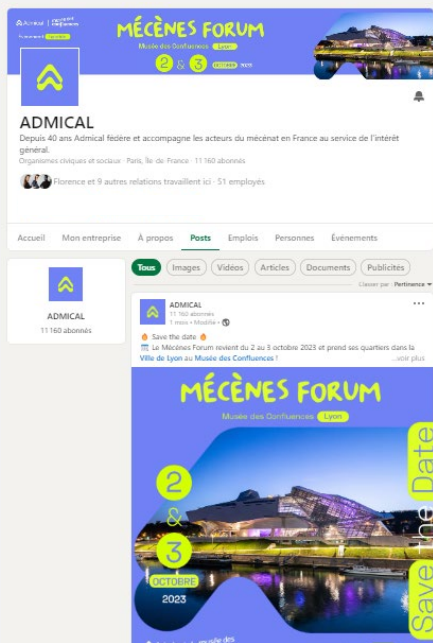 Admical
MÉCÈNES FORUM
Musée des Confluences Lyon
2 & 3 OCTOBRE 2023
ADMICAL
Depuis 40 ans Admical fédère et accompagne les acteurs du mécénat en France au service de l'intérêt
général.
Organismes civiques et sociaux · Paris, Île de France · 11 160 abonnés
Florence et 9 autres relations travaillent ici · 51 employés
Accueil Mon entreprise À propos Posts Emplois Personnes Événements
ADMICAL
11 160 abonnés
Tous Images Vidéos Articles Documents Publicités
Classer par : Pertinence
ADMICAL
11 160 abonnés
1 mois • Modifié •
Save the date
Le Mécènes Forum revient du 2 au 3 octobre 2023 et prend ses quartiers dans la
Ville de Lyon au Musée des Confluences !
...voir plus
MÉCÈNES FORUM
Musée des Confluences Lyon
2
&
3
OCTOBRE
2023
Save the Date
musée des